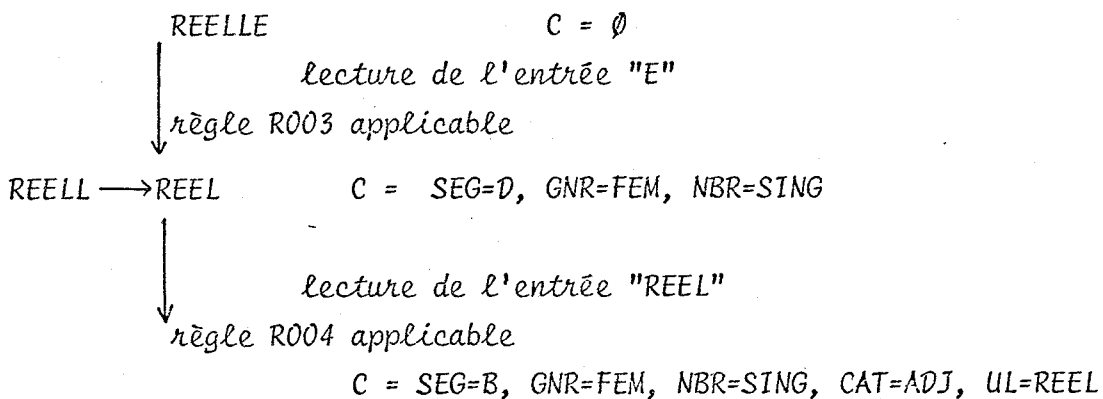 REELLE C = Ø
lecture de l'entrée "E"
règle R003 applicable
REELL → REEL C = SEG=D, GNR=FEM, NBR=SING
lecture de l'entrée "REEL"
règle R004 applicable
C = SEG=B, GNR=FEM, NBR=SING, CAT=ADJ, UL=REEL